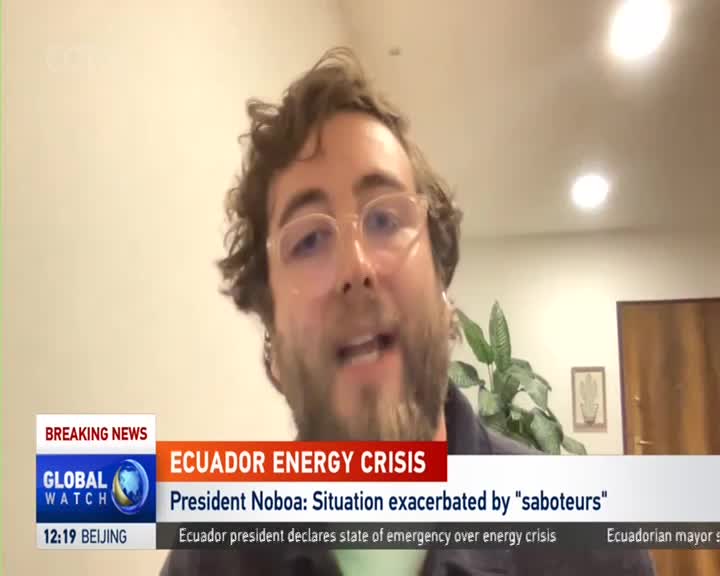 CGTN
BREAKING NEWS
ECUADOR ENERGY CRISIS
GLOBAL
WATCH
President Noboa: Situation exacerbated by "saboteurs"
12:19 BEIJING
Ecuador president declares state of emergency over energy crisis
Ecuadorian mayor s